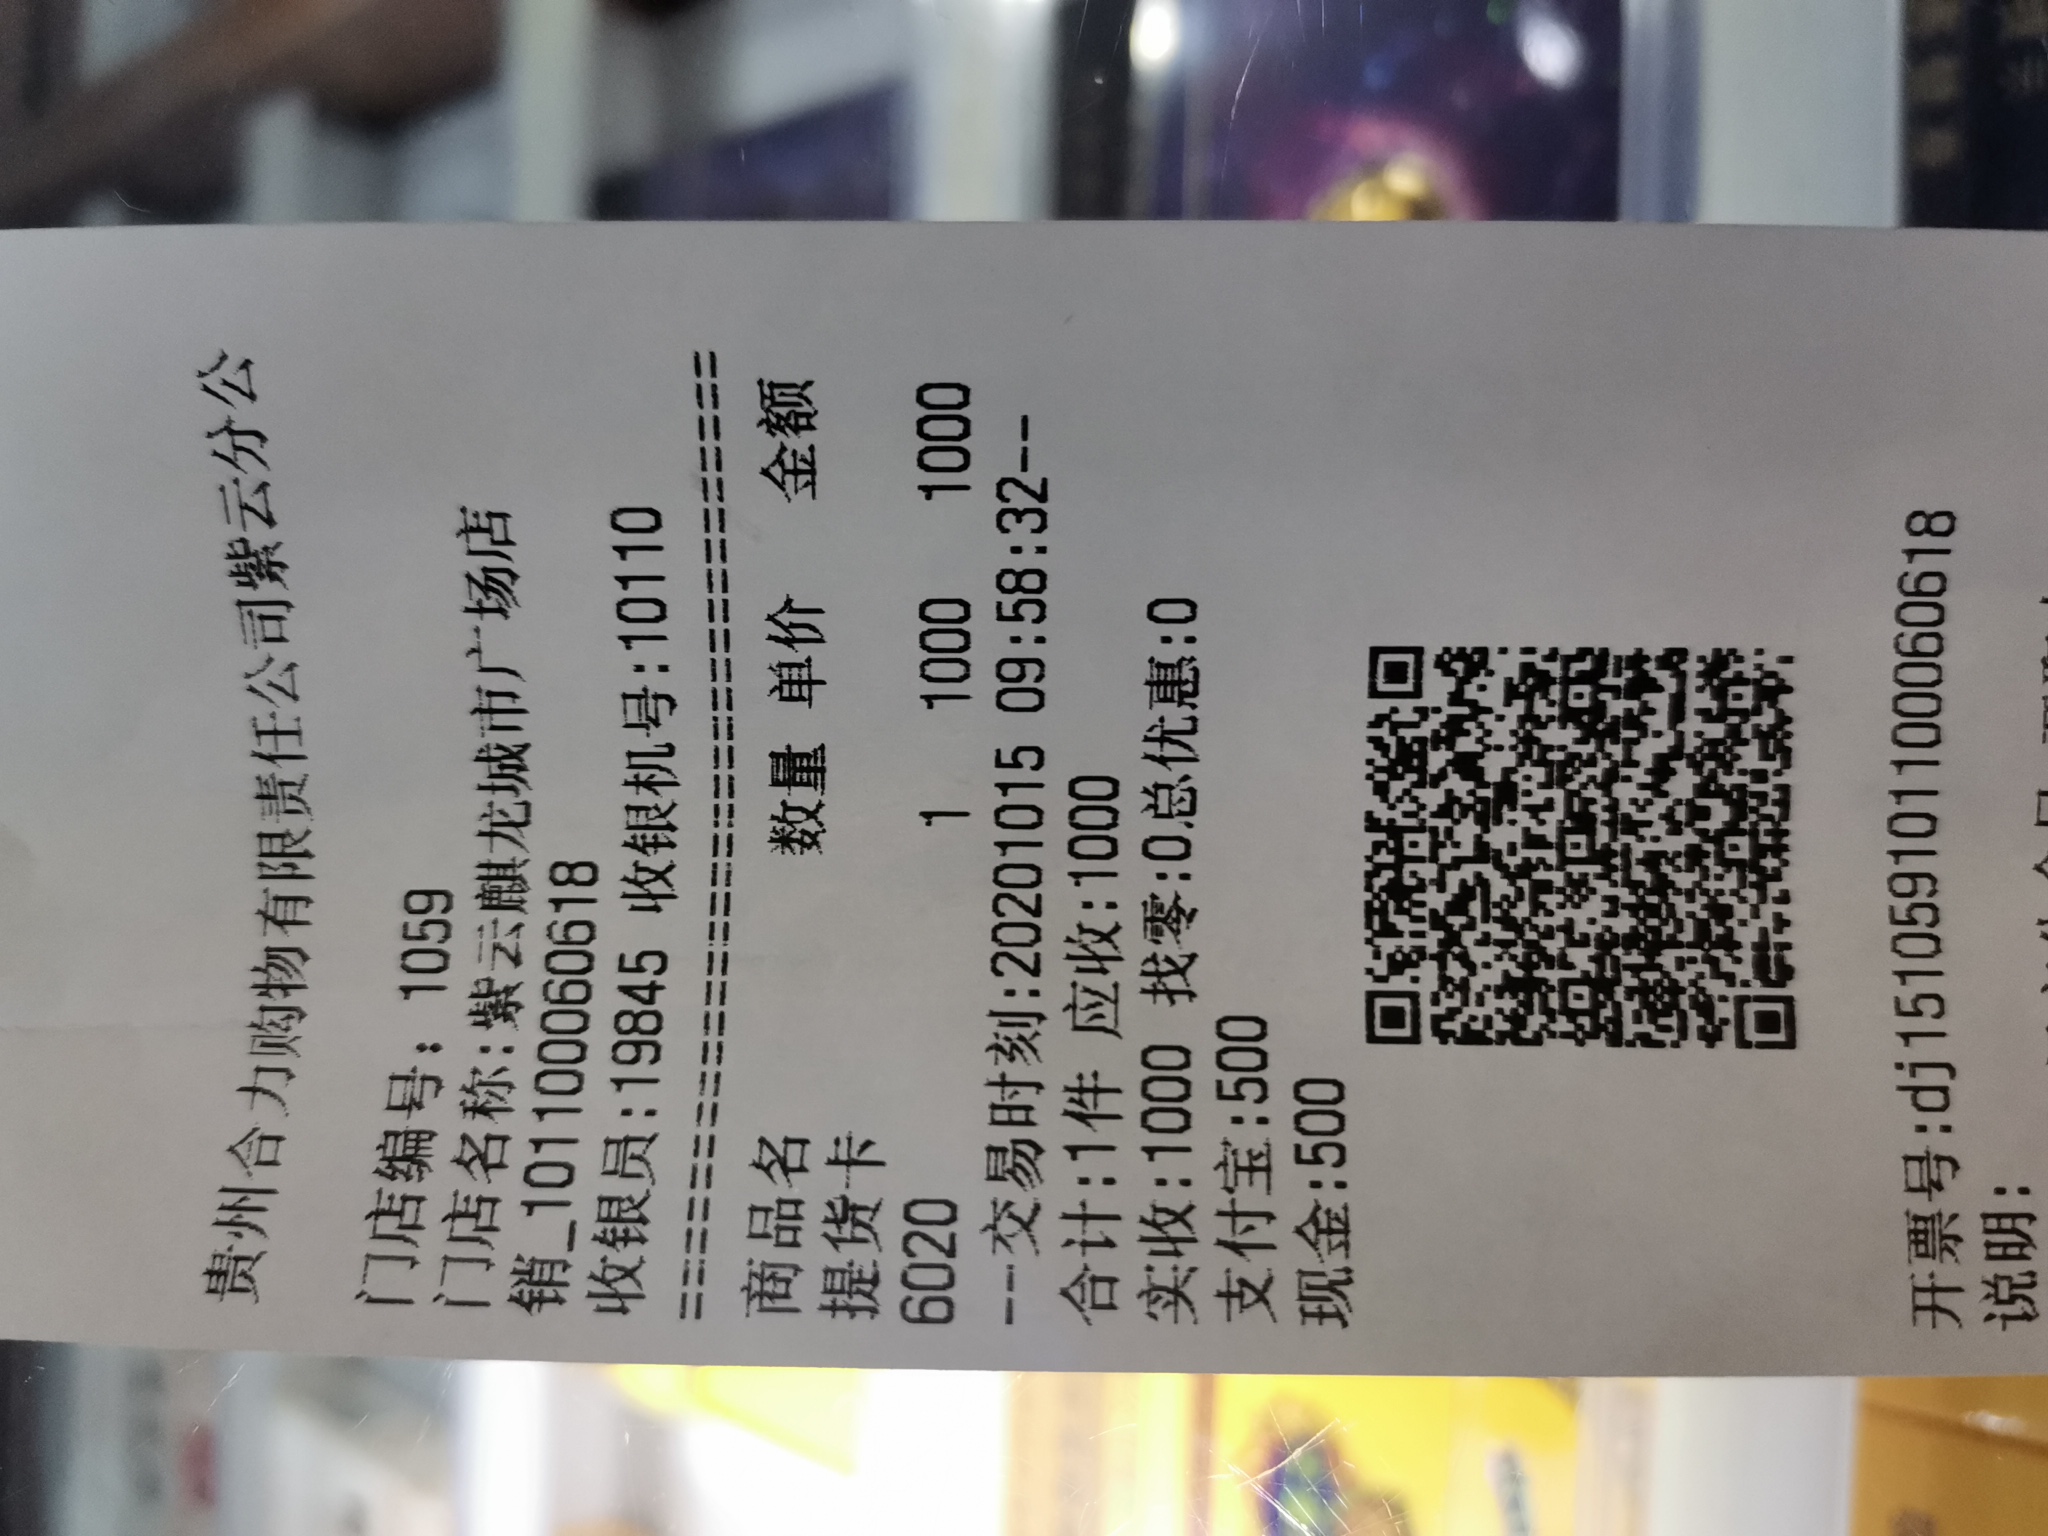 贵州合力购物有限责任公司紫云分公
门店编号: 1059
门店名称:紫云麒龙城市广场店
销_1011000060618
收银员:19845 收银机号:10110
商品名 数量 单价 金额
提货卡
6020 1 1000 1000
---交易时刻:20201015 09:58:32--
合计:1件 应收:1000
实收:1000 找零:0总优惠:0
支付宝:500
现金:500
开票号:dj1510591011000060618
说明: